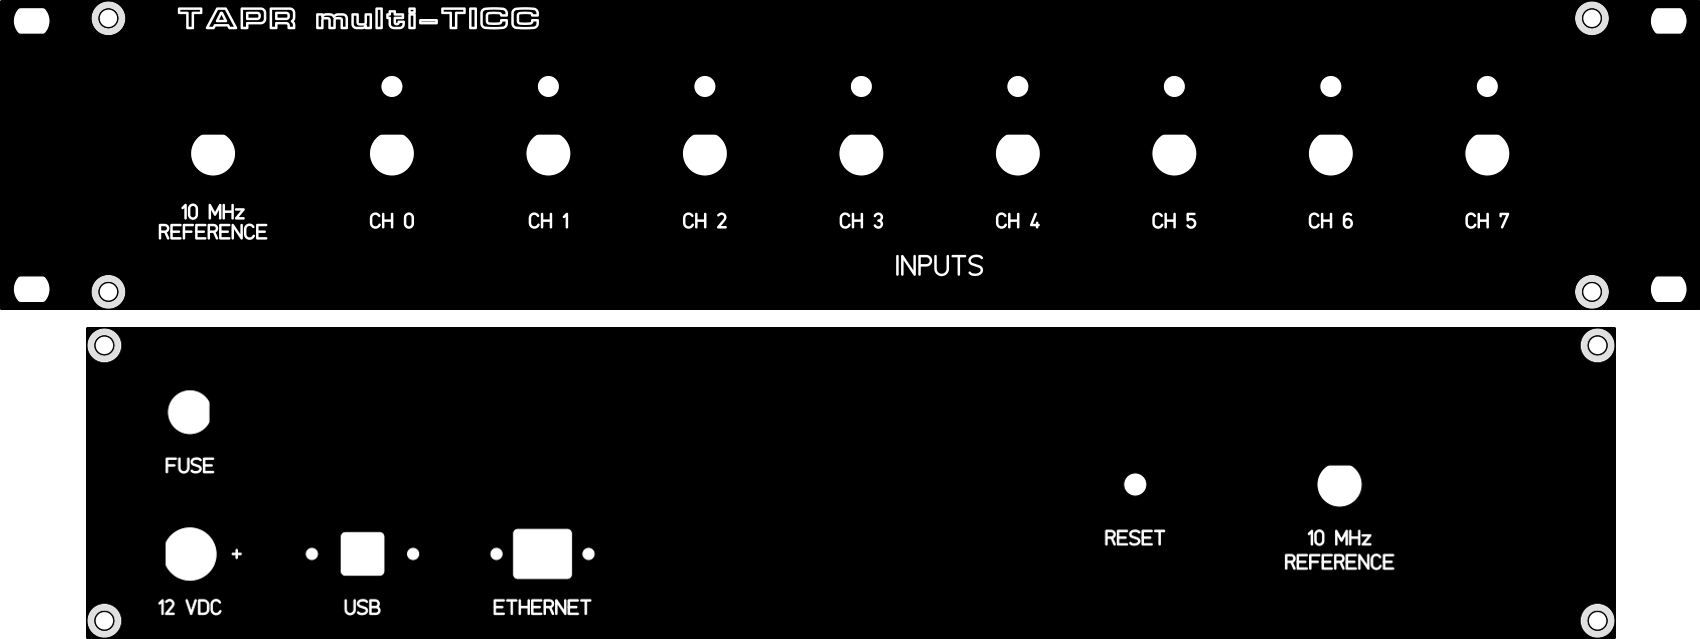 TAPR multi-TICC
10 MHz
REFERENCE
CH 0
CH 1
CH 2
CH 3
CH 4
CH 5
CH 6
CH 7
INPUTS
FUSE
12 VDC
+
USB
ETHERNET
RESET
10 MHz
REFERENCE